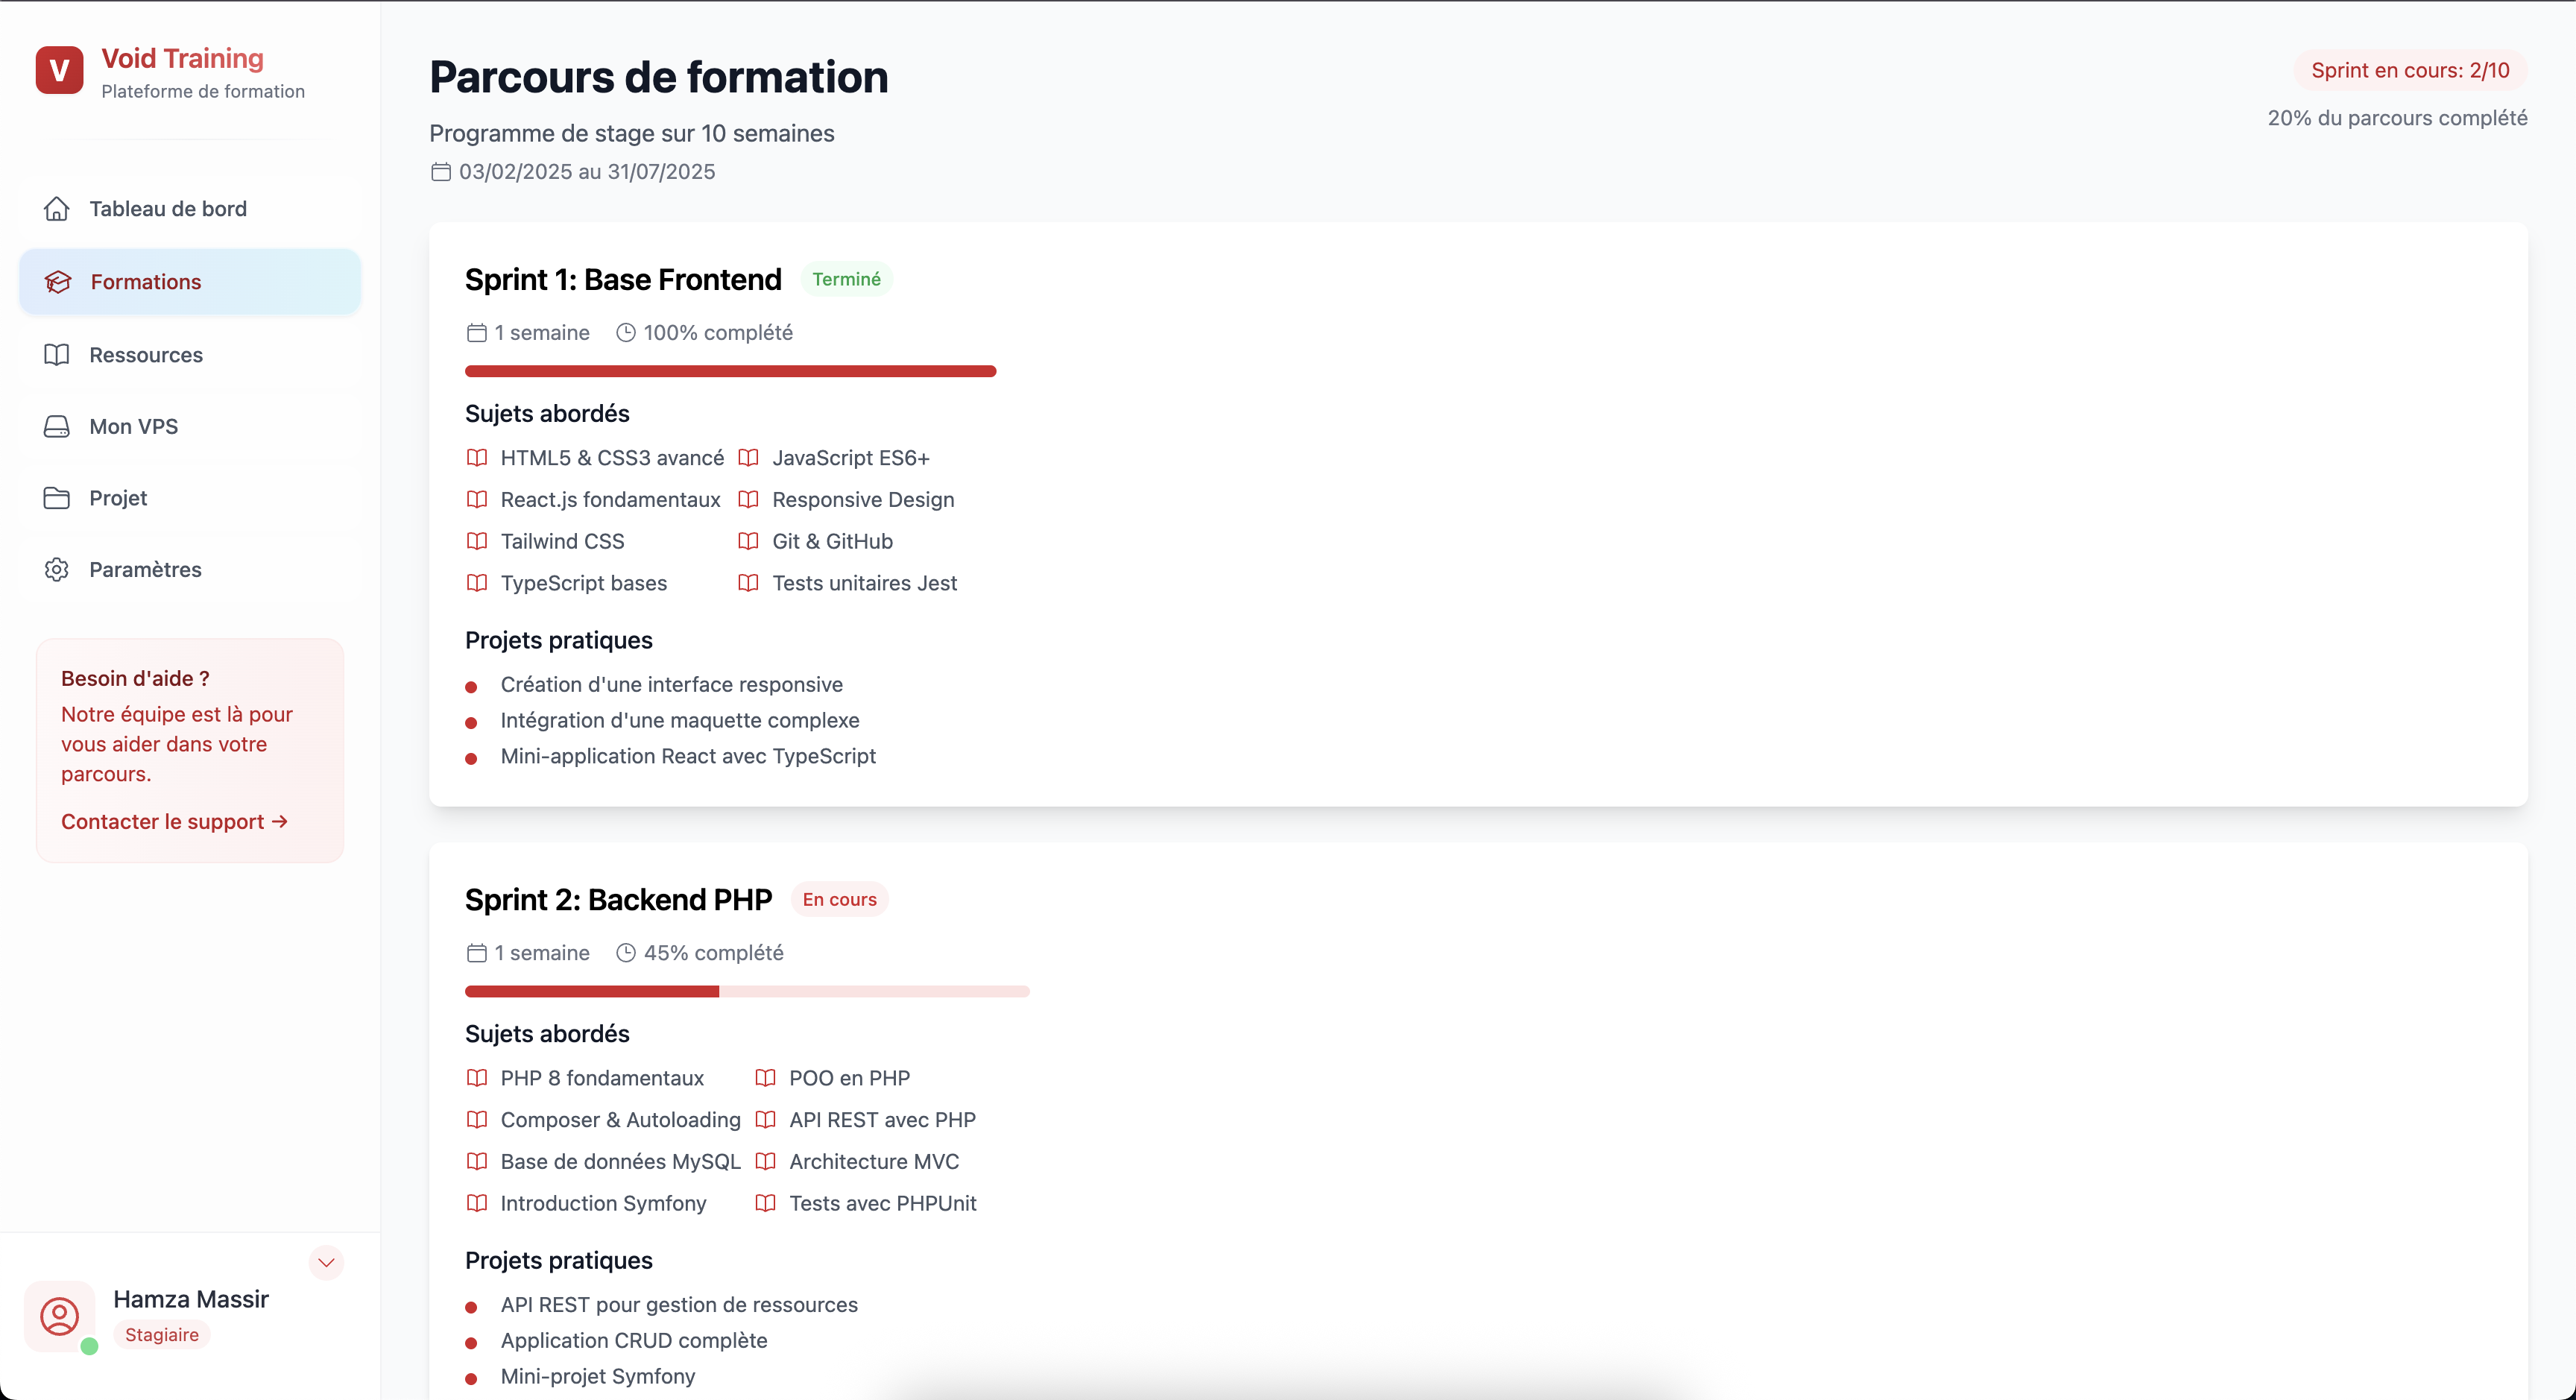 V
Void Training
Plateforme de formation
Tableau de bord
Formations
Ressources
Mon VPS
Projet
Paramètres
Besoin d'aide ?
Notre équipe est là pour
vous aider dans votre
parcours.
Contacter le support →
Hamza Massir
Stagiaire
Parcours de formation
Programme de stage sur 10 semaines
03/02/2025 au 31/07/2025
Sprint en cours: 2/10
20% du parcours complété
Sprint 1: Base Frontend Terminé
1 semaine 100% complété
Sujets abordés
HTML5 & CSS3 avancé JavaScript ES6+
React.js fondamentaux Responsive Design
Tailwind CSS Git & GitHub
TypeScript bases Tests unitaires Jest
Projets pratiques
Création d'une interface responsive
Intégration d'une maquette complexe
Mini-application React avec TypeScript
Sprint 2: Backend PHP En cours
1 semaine 45% complété
Sujets abordés
PHP 8 fondamentaux POO en PHP
Composer & Autoloading API REST avec PHP
Base de données MySQL Architecture MVC
Introduction Symfony Tests avec PHPUnit
Projets pratiques
API REST pour gestion de ressources
Application CRUD complète
Mini-projet Symfony